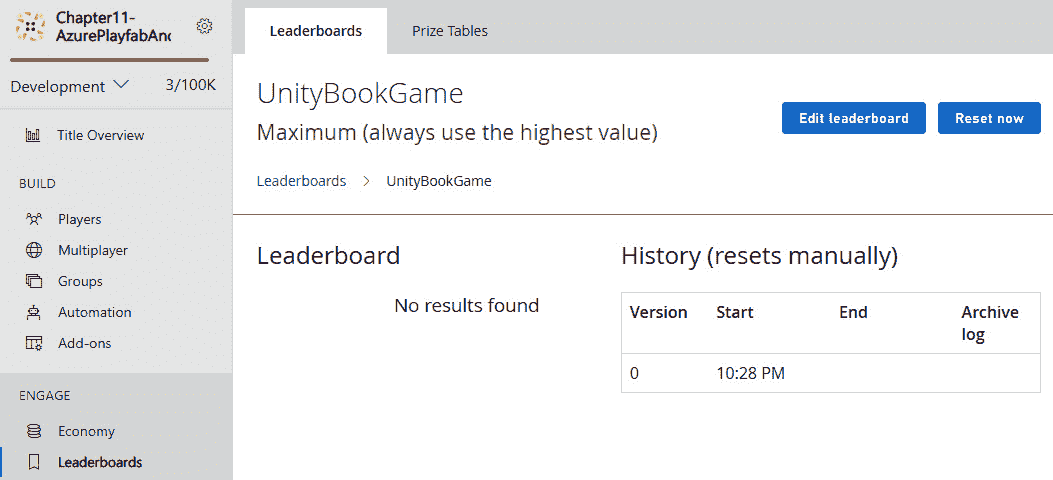 Chapter11-
AzurePlayfabAnc
Development
3/100K
Title Overview
BUILD
Players
Multiplayer
Groups
Automation
Add-ons
ENGAGE
Economy
Leaderboards
Leaderboards
Prize Tables
UnityBookGame
Maximum (always use the highest value)
Edit leaderboard
Reset now
Leaderboards > UnityBookGame
Leaderboard
No results found
History (resets manually)
Version Start End Archive log
0 10:28 PM